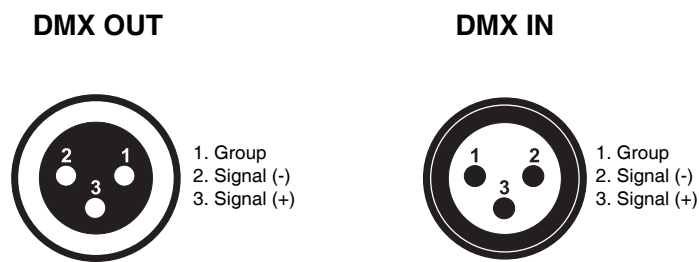 DMX OUT
2 1
3
1. Group
2. Signal (-)
3. Signal (+)
DMX IN
1 2
3
1. Group
2. Signal (-)
3. Signal (+)